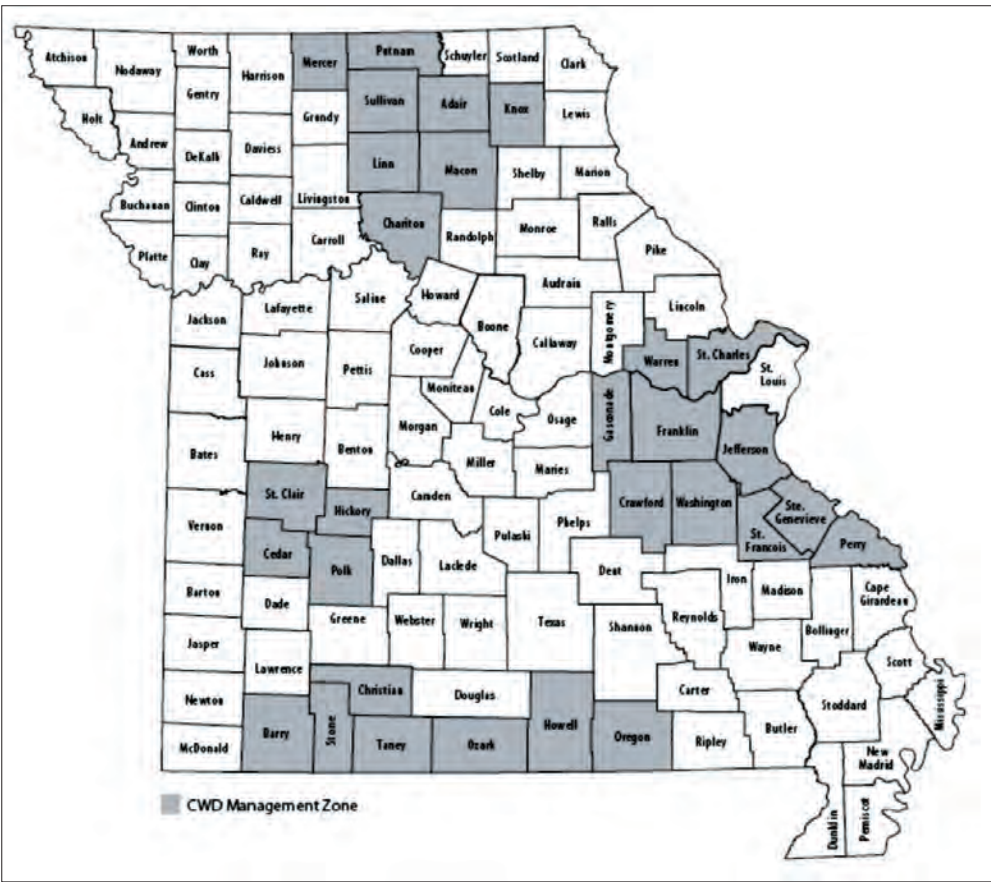 Atchison
Nodaway
Worth
Harrison
Mercer
Putnam
Schuyler
Scotland
Clark
Gentry
Sullivan
Adair
Knox
Lewis
Holt
Andrew
DeKalb
Daviess
Grundy
Linn
Macon
Shelby
Marion
Buchanan
Clinton
Caldwell
Livingston
Chariton
Randolph
Monroe
Ralls
Pike
Platte
Clay
Ray
Carroll
Audrain
Jackson
Lafayette
Saline
Howard
Boone
Callaway
Montgomery
Lincoln
Warren
St. Charles
St.
Louis
Cass
Johnson
Pettis
Cooper
Moniteau
Cole
Osage
Gasconade
Franklin
Jefferson
Bates
Henry
Benton
Morgan
Miller
Maries
Vernon
St. Clair
Hickory
Camden
Pulaski
Phelps
Crawford
Washington
St.
Francois
Ste.
Genevieve
Perry
Cedar
Polk
Dallas
Laclede
Dent
Iron
Madison
Cape
Girardeau
Barton
Dade
Greene
Webster
Wright
Texas
Shannon
Reynolds
Wayne
Bollinger
Scott
Jasper
Lawrence
Christian
Douglas
Carter
Stoddard
Mississippi
Newton
McDonald
Barry
Stone
Taney
Ozark
Howell
Oregon
Ripley
Butler
New
Madrid
Dunklin
Pemiscot
CWD Management Zone